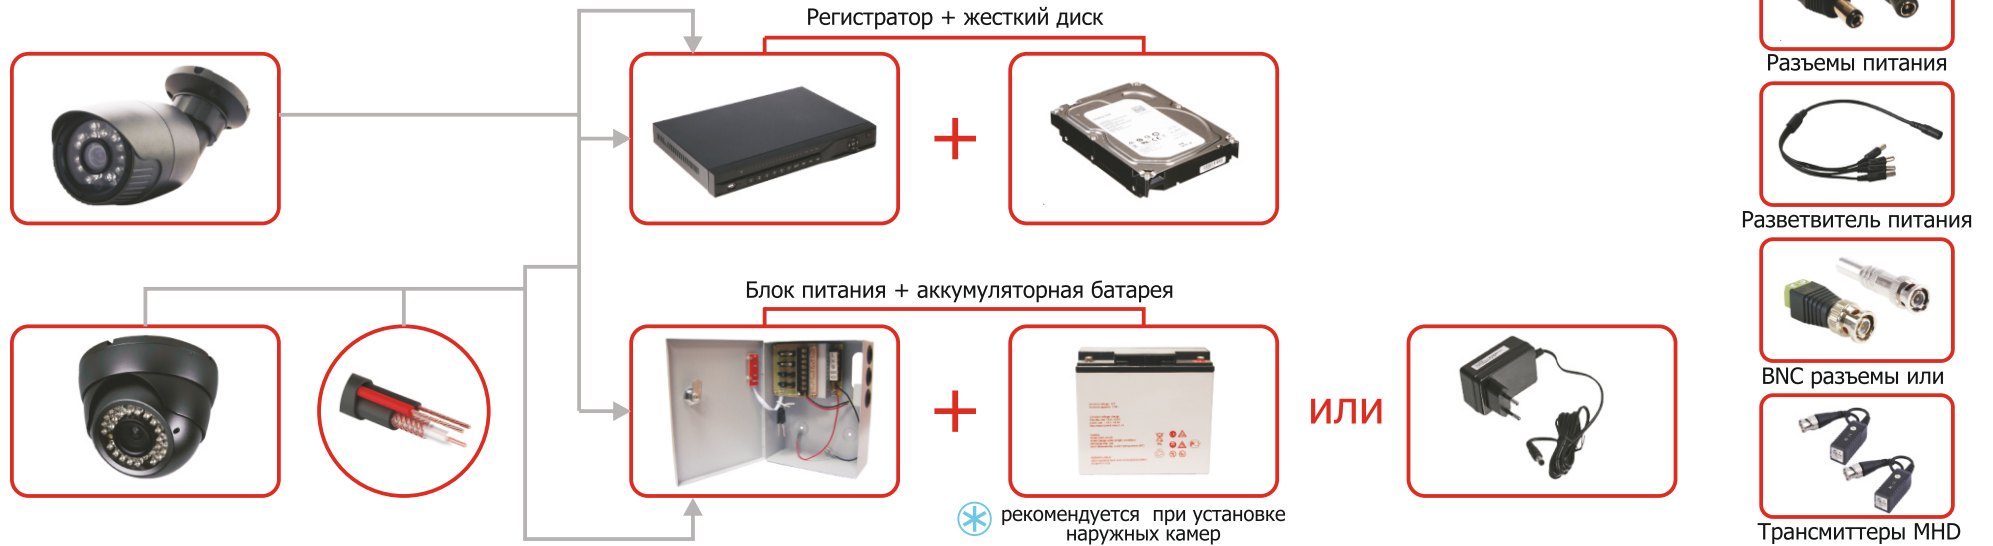 Регистратор + жесткий диск
Разъемы питания
Разветвитель питания
Блок питания + аккумуляторная батарея
или
BNC разъемы или
рекомендуется при установке
наружных камер
Трансмиттеры MHD